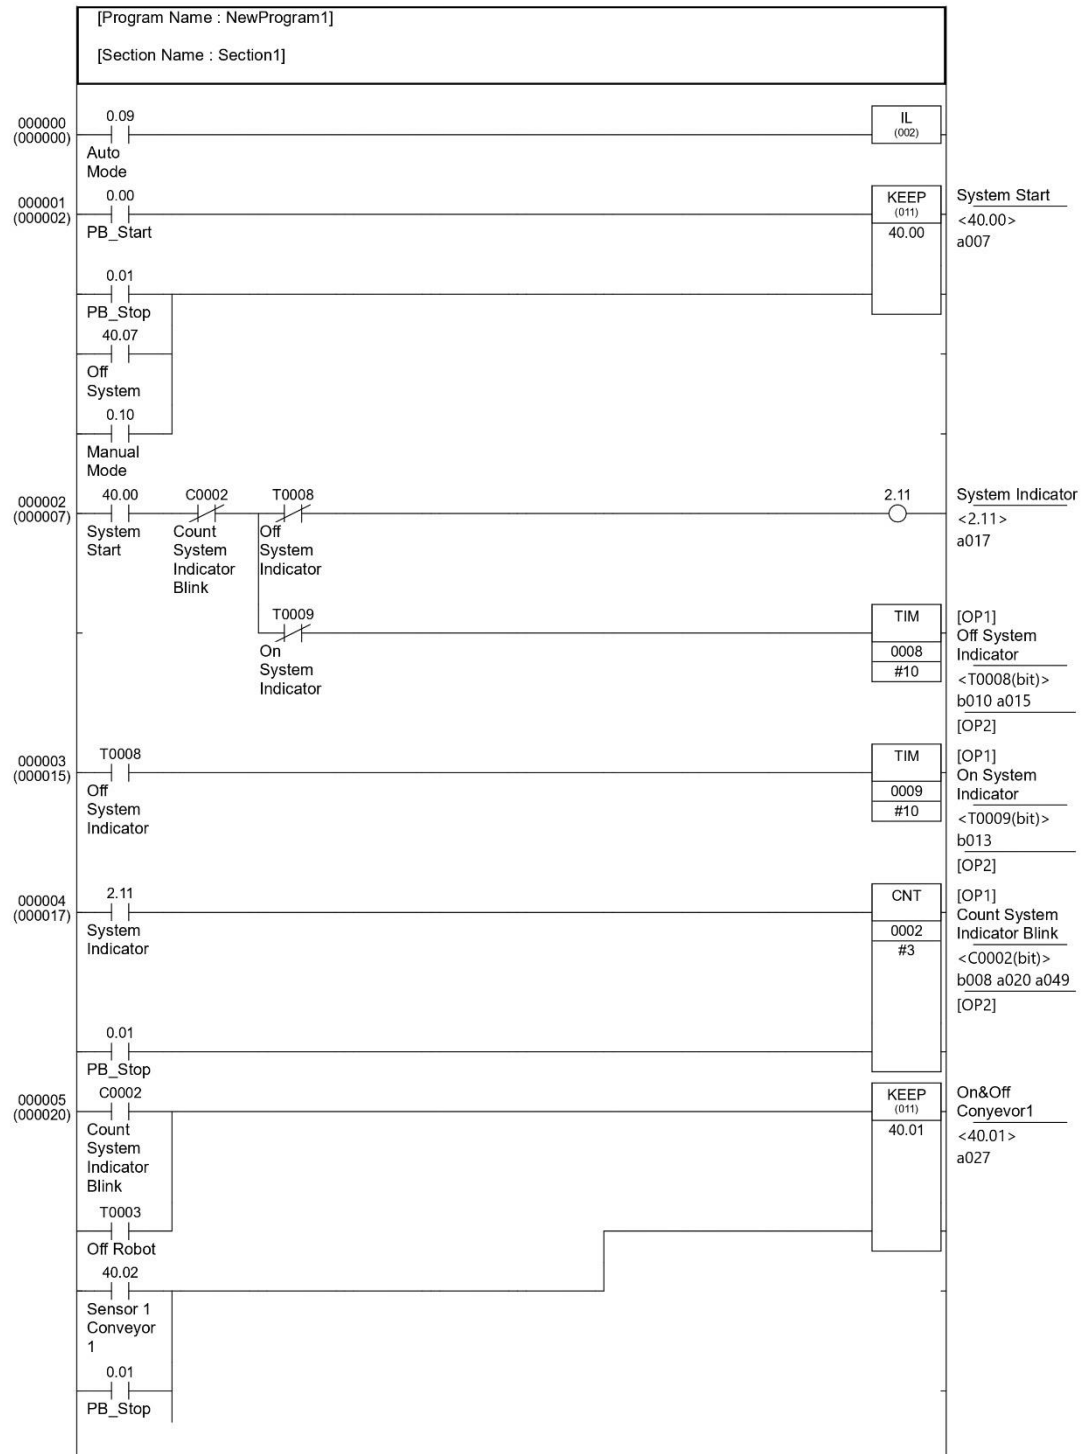 [Program Name : NewProgram1]
[Section Name : Section1]
000000
(000000)
0.09
Auto
Mode
IL
(002)
000001
(000002)
0.00
PB_Start
KEEP
(011)
40.00
System Start
<40.00>
a007
0.01
PB_Stop
40.07
Off
System
0.10
Manual
Mode
000002
(000007)
40.00
System
Start
C0002
Count
System
Indicator
Blink
T0008
Off
System
Indicator
2.11
System Indicator
<2.11>
a017
T0009
On
System
Indicator
TIM
0008
#10
[OP1]
Off System
Indicator
<T0008(bit)>
b010 a015
[OP2]
000003
(000015)
T0008
Off
System
Indicator
TIM
0009
#10
[OP1]
On System
Indicator
<T0009(bit)>
b013
[OP2]
000004
(000017)
2.11
System
Indicator
CNT
0002
#3
[OP1]
Count System
Indicator Blink
<C0002(bit)>
b008 a020 a049
[OP2]
0.01
PB_Stop
000005
(000020)
C0002
Count
System
Indicator
Blink
KEEP
(011)
40.01
On&Off
Conyevor1
<40.01>
a027
T0003
Off Robot
40.02
Sensor 1
Conveyor
1
0.01
PB_Stop